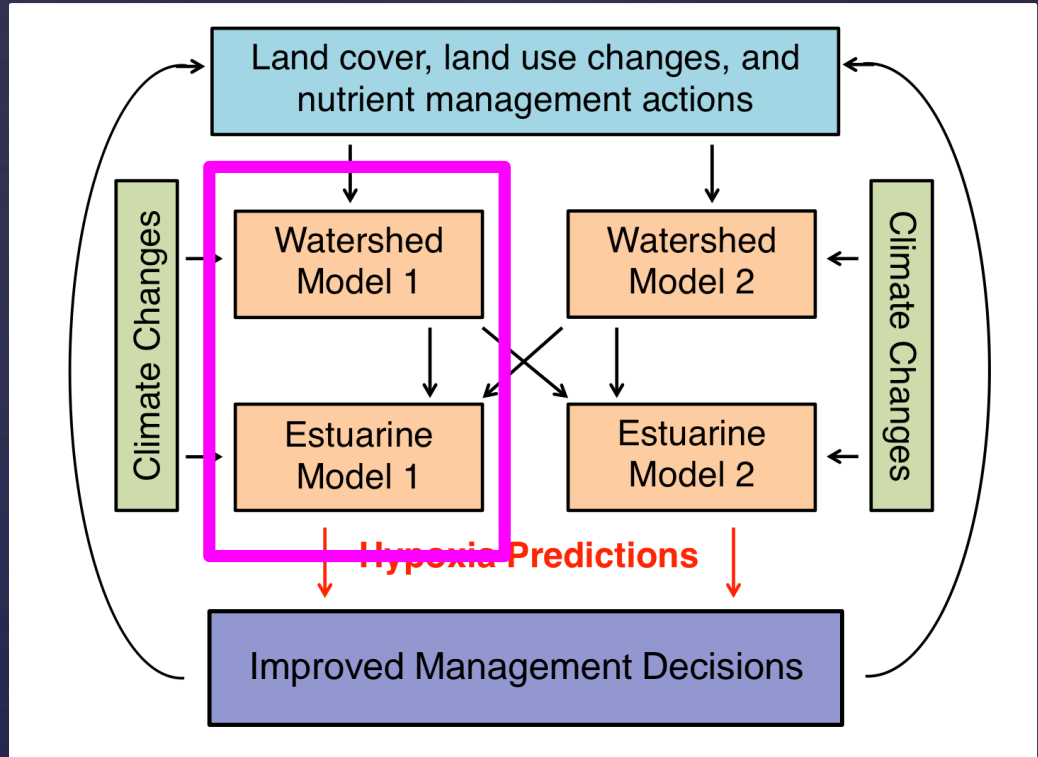 Land cover, land use changes, and
nutrient management actions
Climate Changes
Watershed
Model 1
Watershed
Model 2
Climate Changes
Estuarine
Model 1
Estuarine
Model 2
Hypoxia Predictions
Improved Management Decisions